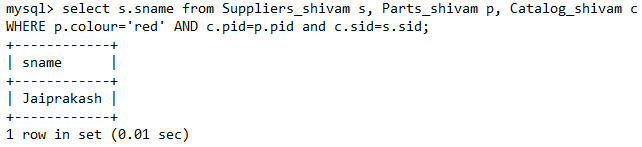 mysql> select s.sname from Suppliers_shivam s, Parts_shivam p, Catalog_shivam c
WHERE p.colour='red' AND c.pid=p.pid and c.sid=s.sid;
+------------+
| sname      |
+------------+
| Jaiprakash |
+------------+
1 row in set (0.01 sec)